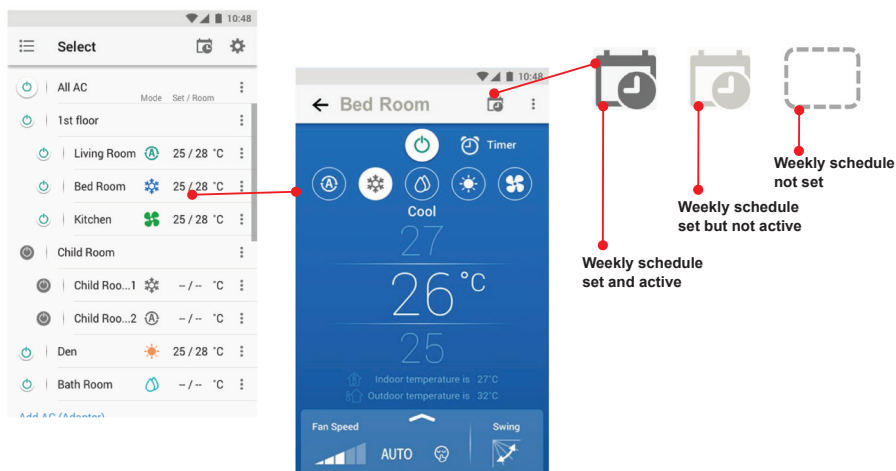 10:48
Select
All AC
Mode Set / Room
1st floor
Living Room 25 / 28 °C
Bed Room 25 / 28 °C
Kitchen 25 / 28 °C
Child Room
Child Roo...1 -- / -- °C
Child Roo...2 -- / -- °C
Den 25 / 28 °C
Bath Room -- / -- °C
Add AC (Adapter)
10:48
Bed Room
Timer
Cool
27
26°C
25
Indoor temperature is 27°C
Outdoor temperature is 32°C
Fan Speed
Swing
AUTO
Weekly schedule
not set
Weekly schedule
set but not active
Weekly schedule
set and active